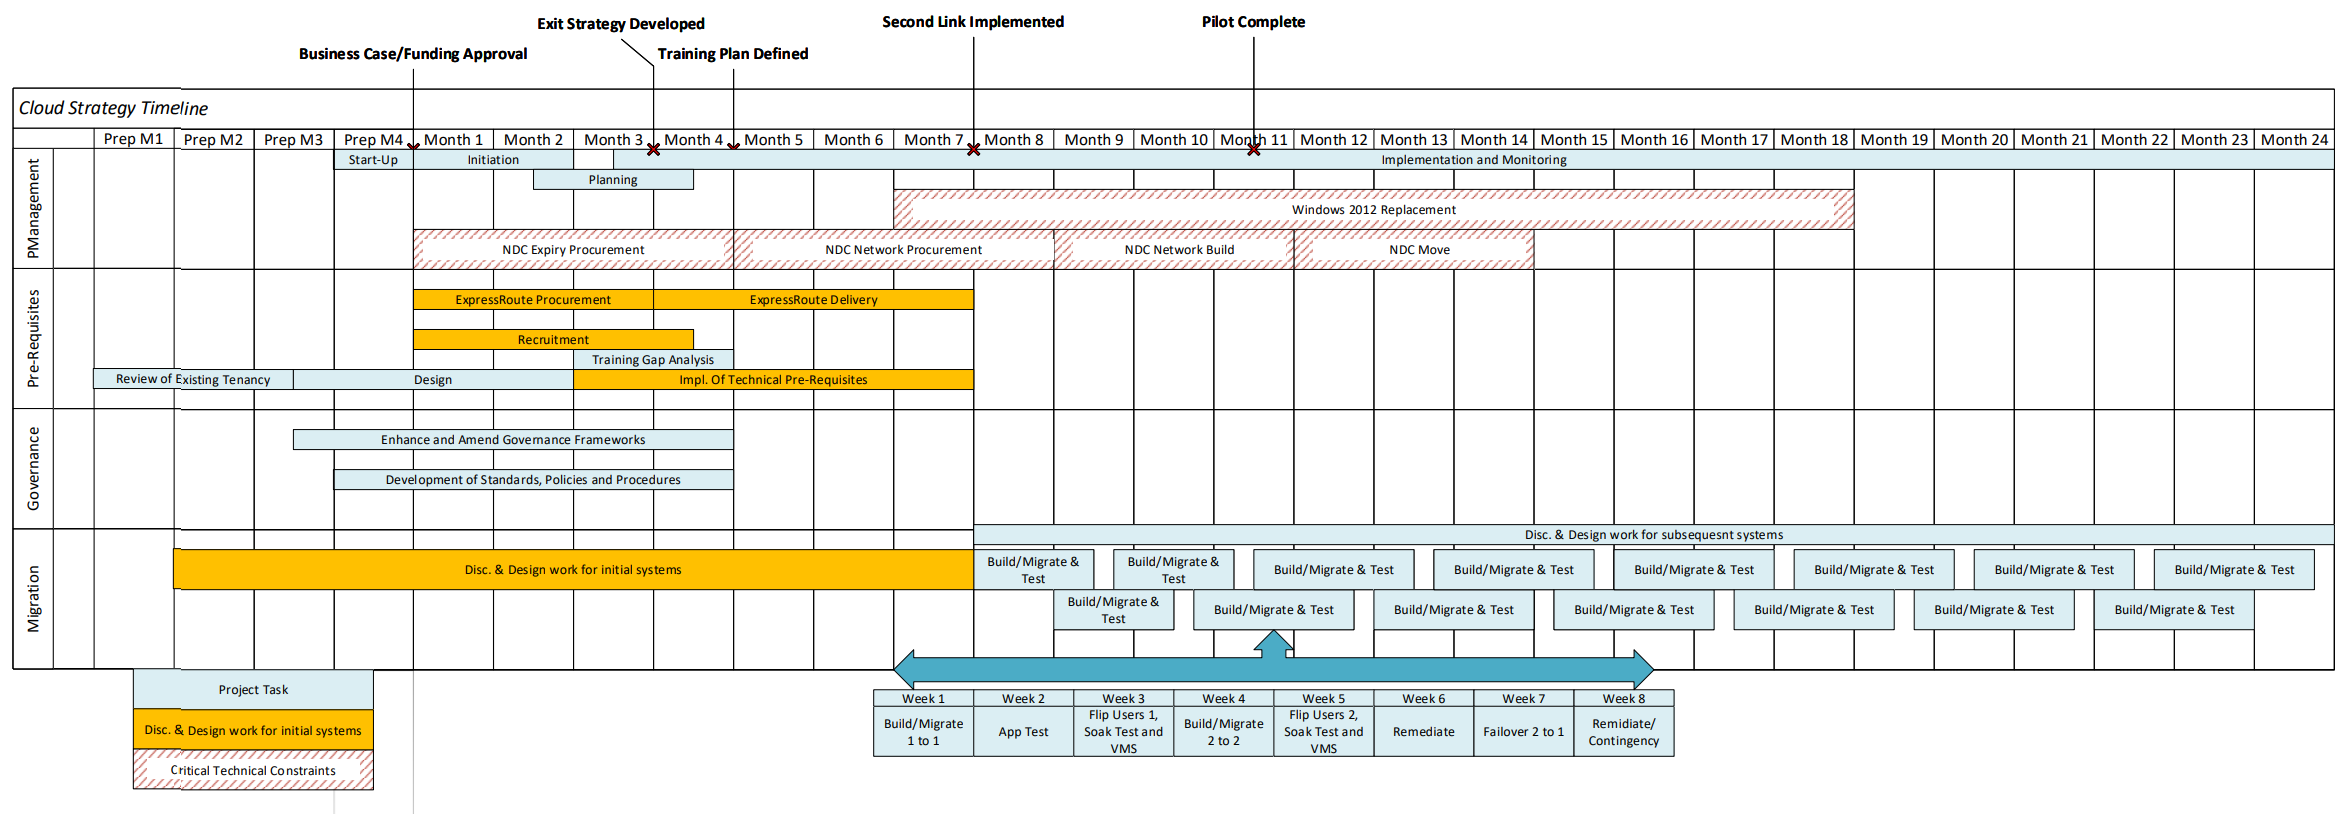 Exit Strategy Developed
Second Link Implemented
Pilot Complete
Business Case/Funding Approval
Training Plan Defined
Cloud Strategy Timeline
Prep M1 Prep M2 Prep M3 Prep M4 Month 1 Month 2 Month 3 Month 4 Month 5 Month 6 Month 7 Month 8 Month 9 Month 10 Month 11 Month 12 Month 13 Month 14 Month 15 Month 16 Month 17 Month 18 Month 19 Month 20 Month 21 Month 22 Month 23 Month 24
PManagement
Start-Up Initiation Implementation and Monitoring
Planning
Windows 2012 Replacement
NDC Expiry Procurement NDC Network Procurement NDC Network Build NDC Move
Pre-Requisites
ExpressRoute Procurement ExpressRoute Delivery
Recruitment
Training Gap Analysis
Review of Existing Tenancy Design Impl. Of Technical Pre-Requisites
Governance
Enhance and Amend Governance Frameworks
Development of Standards, Policies and Procedures
Migration
Disc. & Design work for subsequesnt systems
Disc. & Design work for initial systems
Build/Migrate &
Test
Build/Migrate &
Test
Build/Migrate & Test
Build/Migrate & Test
Build/Migrate & Test
Build/Migrate & Test
Build/Migrate & Test
Build/Migrate & Test
Build/Migrate &
Test
Build/Migrate & Test
Build/Migrate & Test
Build/Migrate & Test
Build/Migrate & Test
Build/Migrate & Test
Build/Migrate & Test
Project Task
Disc. & Design work for initial systems
Critical Technical Constraints
Week 1 Week 2 Week 3 Week 4 Week 5 Week 6 Week 7 Week 8
Build/Migrate
1 to 1
App Test
Flip Users 1,
Soak Test and
VMS
Build/Migrate
2 to 2
Flip Users 2,
Soak Test and
VMS
Remediate
Failover 2 to 1
Remidiate/
Contingency